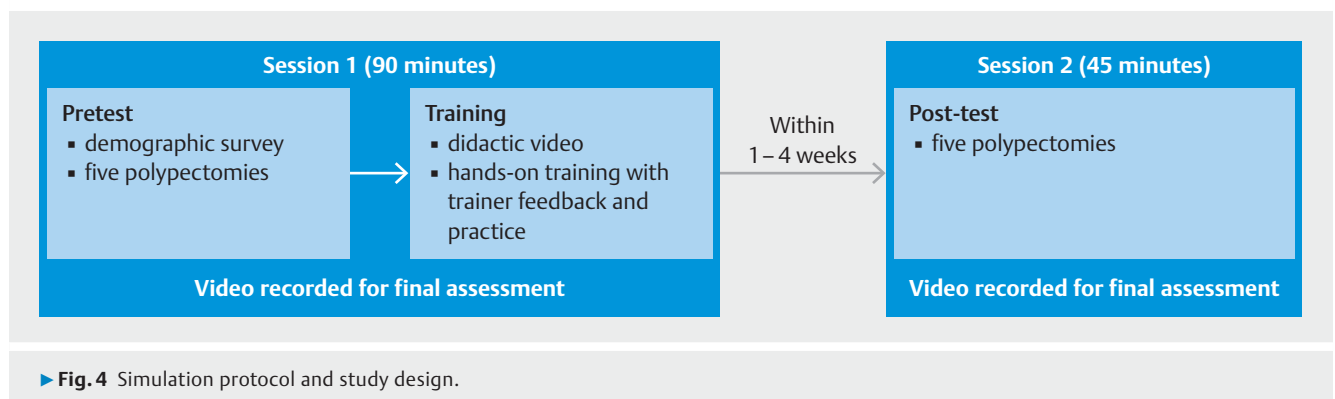 Session 1 (90 minutes)
Pretest
▪ demographic survey
▪ five polypectomies
Training
▪ didactic video
▪ hands-on training with
trainer feedback and
practice
Video recorded for final assessment
Within
1 – 4 weeks
Session 2 (45 minutes)
Post-test
▪ five polypectomies
Video recorded for final assessment
▶ Fig. 4 Simulation protocol and study design.